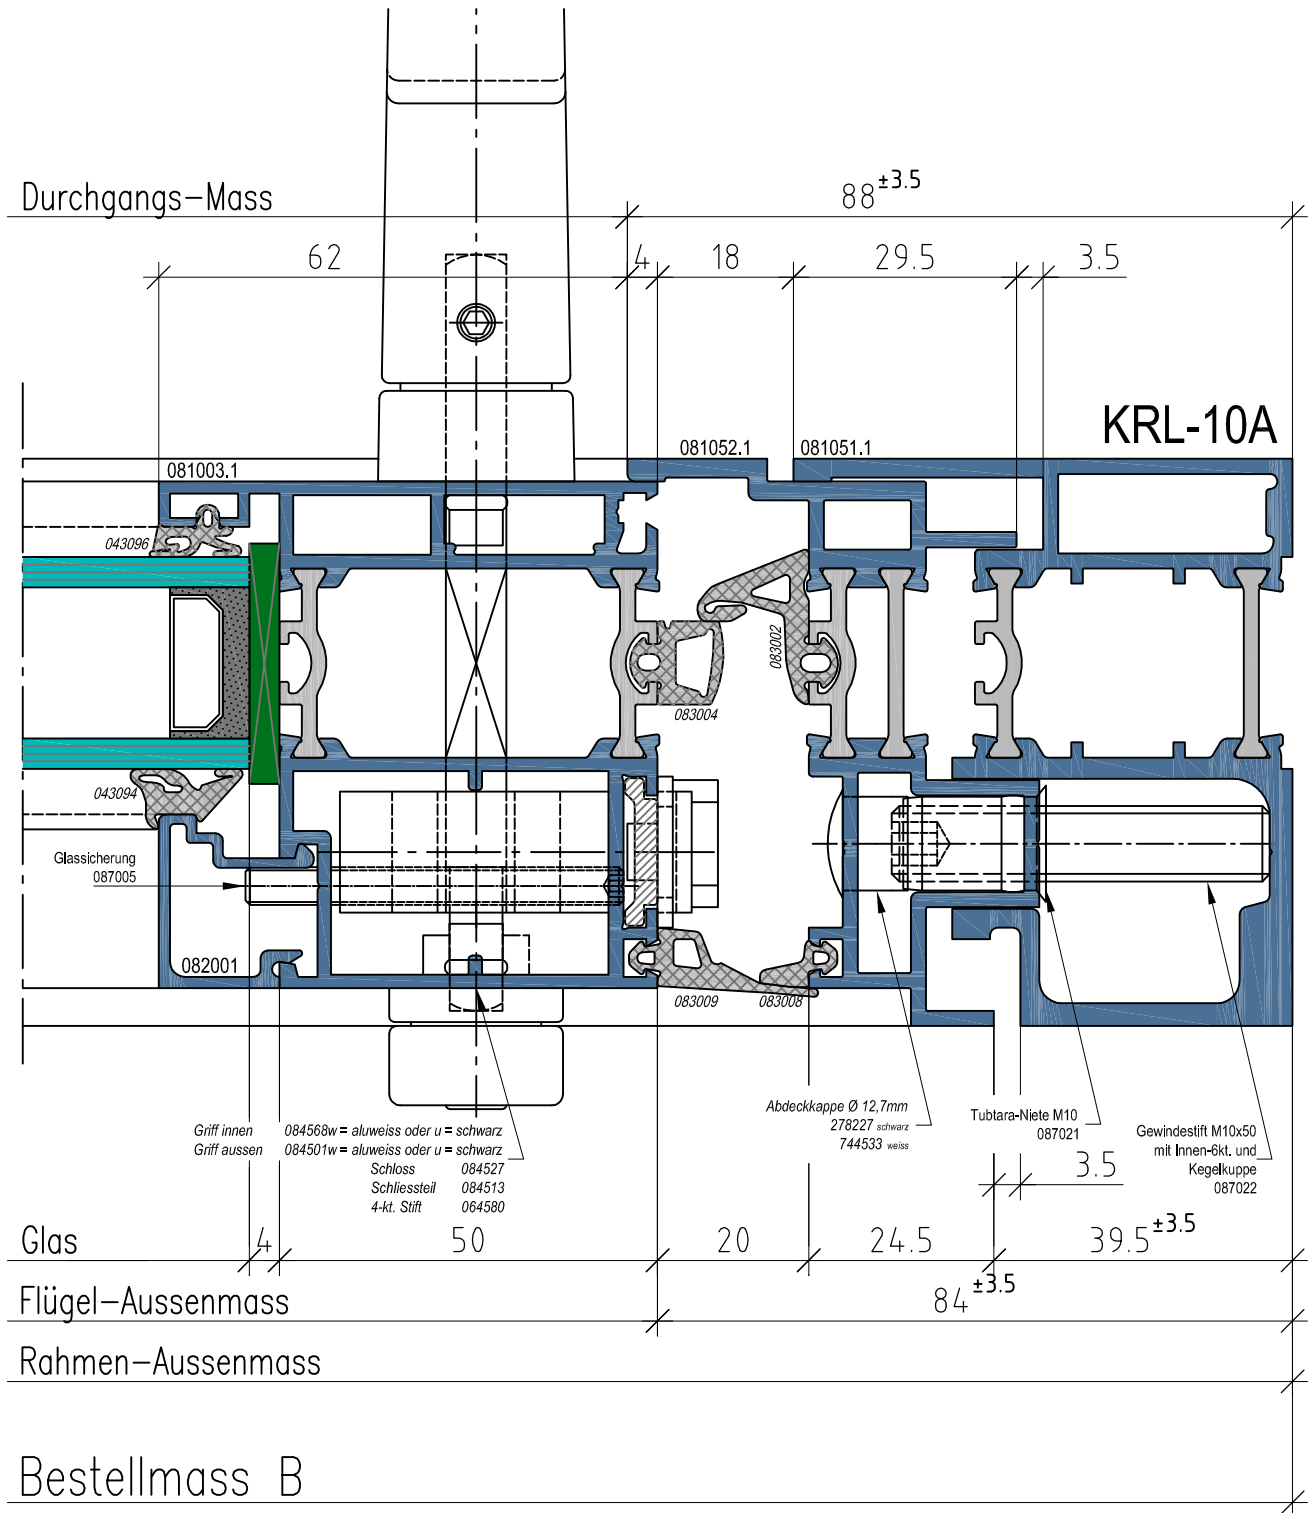 Durchgangs-Mass
88±3.5
62
4
18
29.5
3.5
KRL-10A
081003.1
081052.1
081051.1
043096
083002
083004
043094
Glassicherung
087005
082001
083009
083008
Griff innen 084568w = aluweiss oder u = schwarz
Griff aussen 084501w = aluweiss oder u = schwarz
Schloss 084527
Schliessteil 084513
4-kt. Stift 064580
Abdeckkappe Ø 12,7mm
278227 schwarz
744533 weiss
Tubtara-Niete M10
087021
Gewindestift M10x50
mit Innen-6kt. und
Kegelkuppe
087022
3.5
Glas
4
50
20
24.5
39.5±3.5
Flügel-Aussenmass
84±3.5
Rahmen-Aussenmass
Bestellmass B